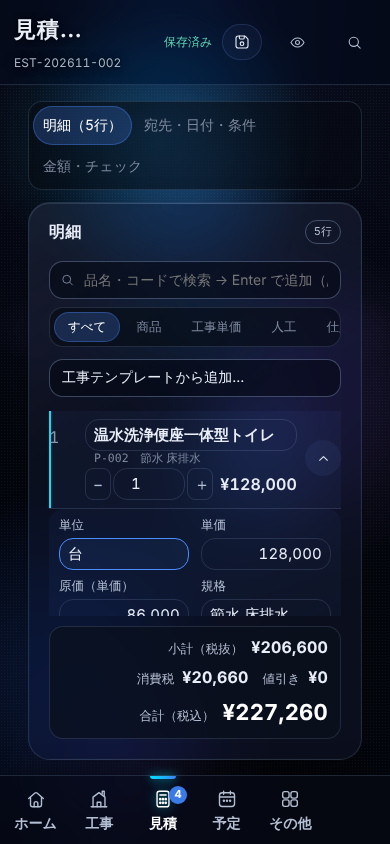 見積…
保存済み
EST-202611-002
明細（5行）
宛先・日付・条件
金額・チェック
明細
5行
品名・コードで検索 → Enter で追加（/
すべて 商品 工事単価 人工 仕
工事テンプレートから追加...
1
温水洗浄便座一体型トイレ
P-002 節水 床排水
− 1 + ¥128,000
単位 単価
台 128,000
原価（単価） 規格
86,000 節水 床排水
小計（税抜） ¥206,600
消費税 ¥20,660 値引き ¥0
合計（税込） ¥227,260
4
ホーム 工事 見積 予定 その他